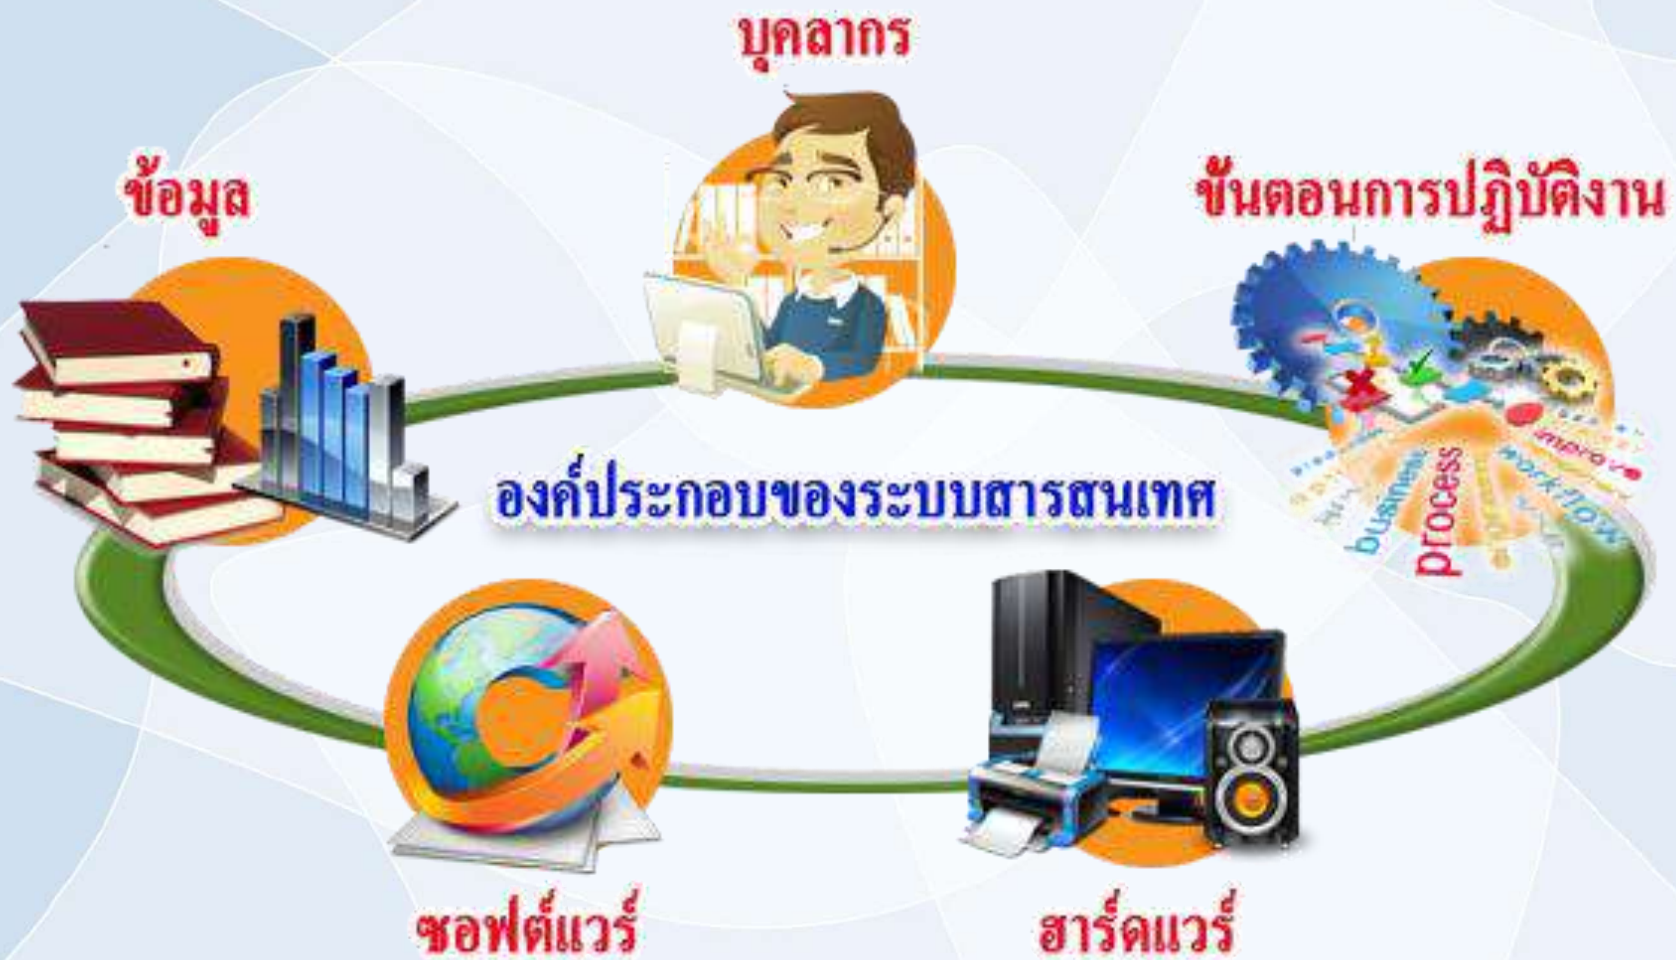 บุคลากร
ข้อมูล
ขั้นตอนการปฏิบัติงาน
improve
workflow
business
process
องค์ประกอบของระบบสารสนเทศ
ซอฟต์แวร์
ฮาร์ดแวร์